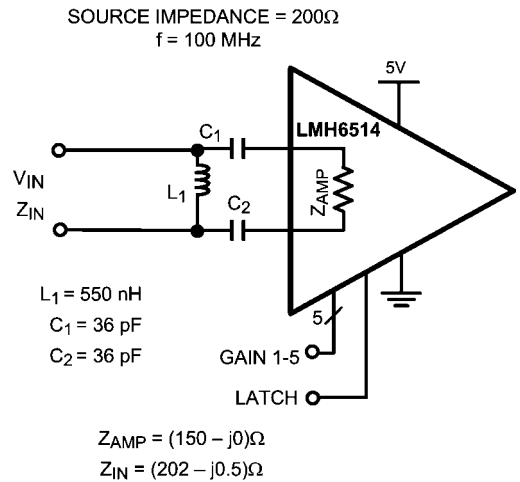 SOURCE IMPEDANCE = 200Ω
f = 100 MHz
5V
LMH6514
C1
VIN
L1
ZAMP
ZIN
C2
L1 = 550 nH
C1 = 36 pF
C2 = 36 pF
5
GAIN 1-5
LATCH
ZAMP = (150 – j0)Ω
ZIN = (202 – j0.5)Ω